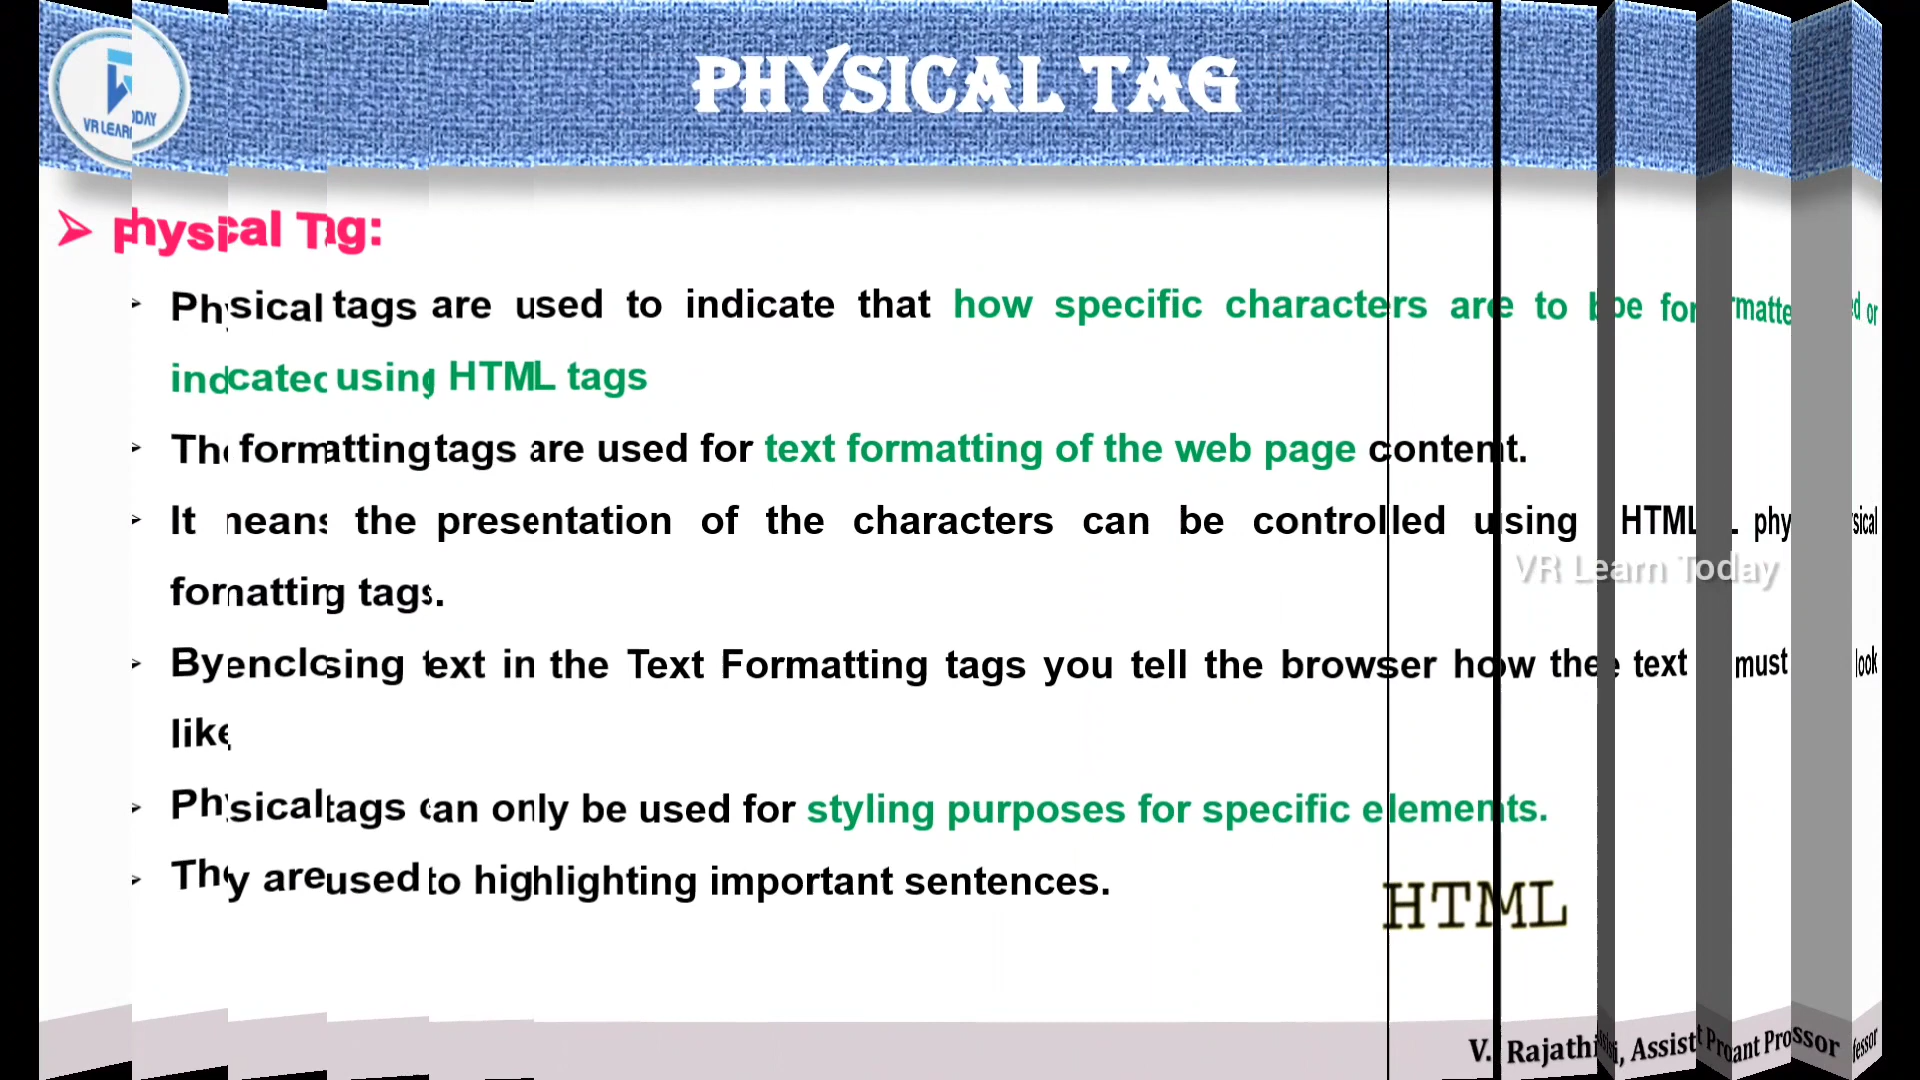 PHYSICAL TAG
VR LEARN TODAY
Physical Tag:
Physical tags are used to indicate that how specific characters are to be formatted or
indicated using HTML tags
The formatting tags are used for text formatting of the web page content.
It means the presentation of the characters can be controlled using HTML physical
formatting tags.
VR Learn Today
By enclosing text in the Text Formatting tags you tell the browser how the text must look
like
Physical tags can only be used for styling purposes for specific elements.
They are used to highlighting important sentences.
HTML
V. Rajathi, Assistant Professor